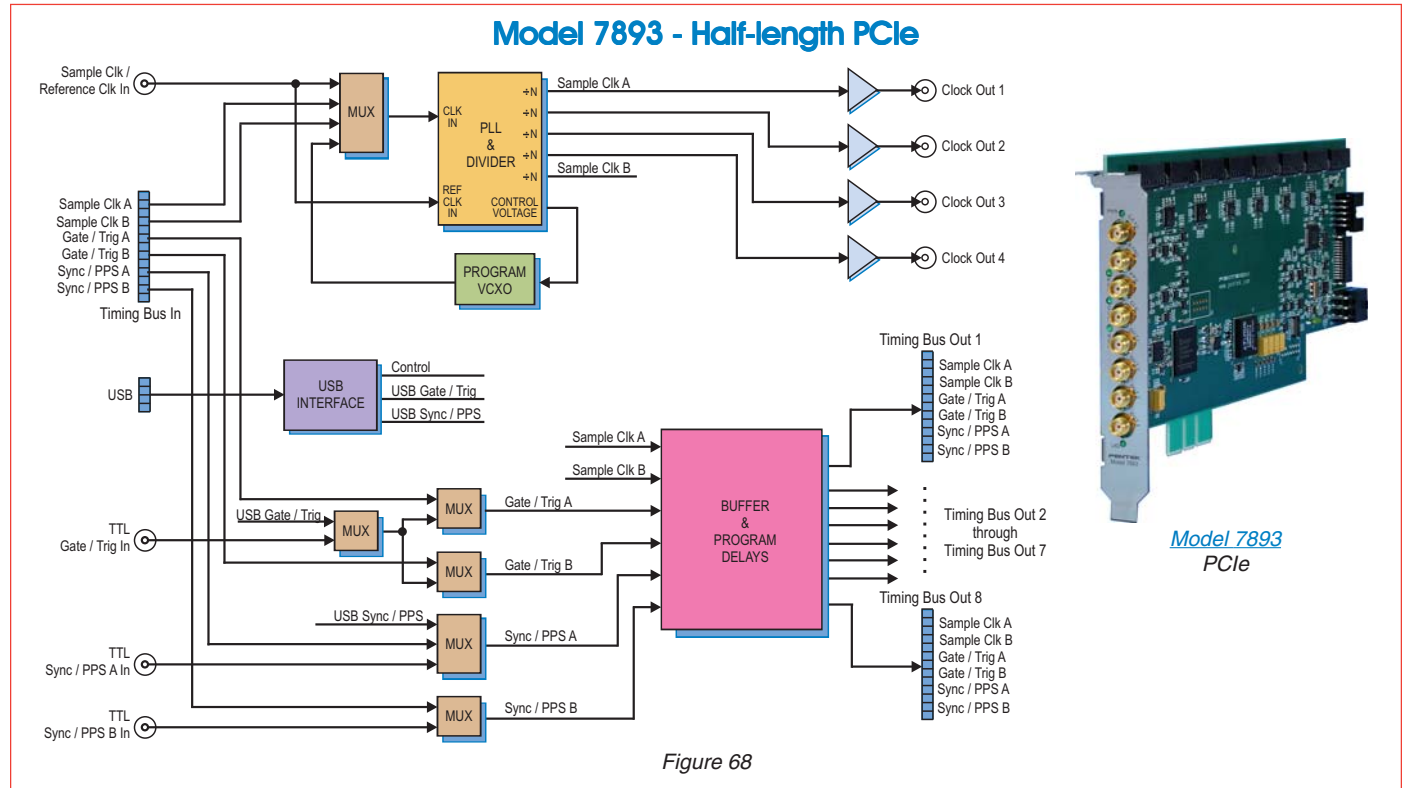 Model 7893 - Half-length PCIe
Sample Clk /
Reference Clk In
MUX
CLK
IN
PLL
&
DIVIDER
REF
CLK
IN
CONTROL
VOLTAGE
÷N
÷N
÷N
÷N
÷N
Sample Clk A
Sample Clk B
Clock Out 1
Clock Out 2
Clock Out 3
Clock Out 4
PROGRAM
VCXO
Sample Clk A
Sample Clk B
Gate / Trig A
Gate / Trig B
Sync / PPS A
Sync / PPS B
Timing Bus In
USB
USB
INTERFACE
Control
USB Gate / Trig
USB Sync / PPS
TTL
Gate / Trig In
USB Gate / Trig
MUX
MUX
Gate / Trig A
MUX
Gate / Trig B
TTL
Sync / PPS A In
USB Sync / PPS
MUX
Sync / PPS A
TTL
Sync / PPS B In
MUX
Sync / PPS B
Sample Clk A
Sample Clk B
BUFFER
&
PROGRAM
DELAYS
Timing Bus Out 1
Sample Clk A
Sample Clk B
Gate / Trig A
Gate / Trig B
Sync / PPS A
Sync / PPS B
Timing Bus Out 2
through
Timing Bus Out 7
Timing Bus Out 8
Sample Clk A
Sample Clk B
Gate / Trig A
Gate / Trig B
Sync / PPS A
Sync / PPS B
PENTEK
Model 7893
Model 7893
PCIe
Figure 68